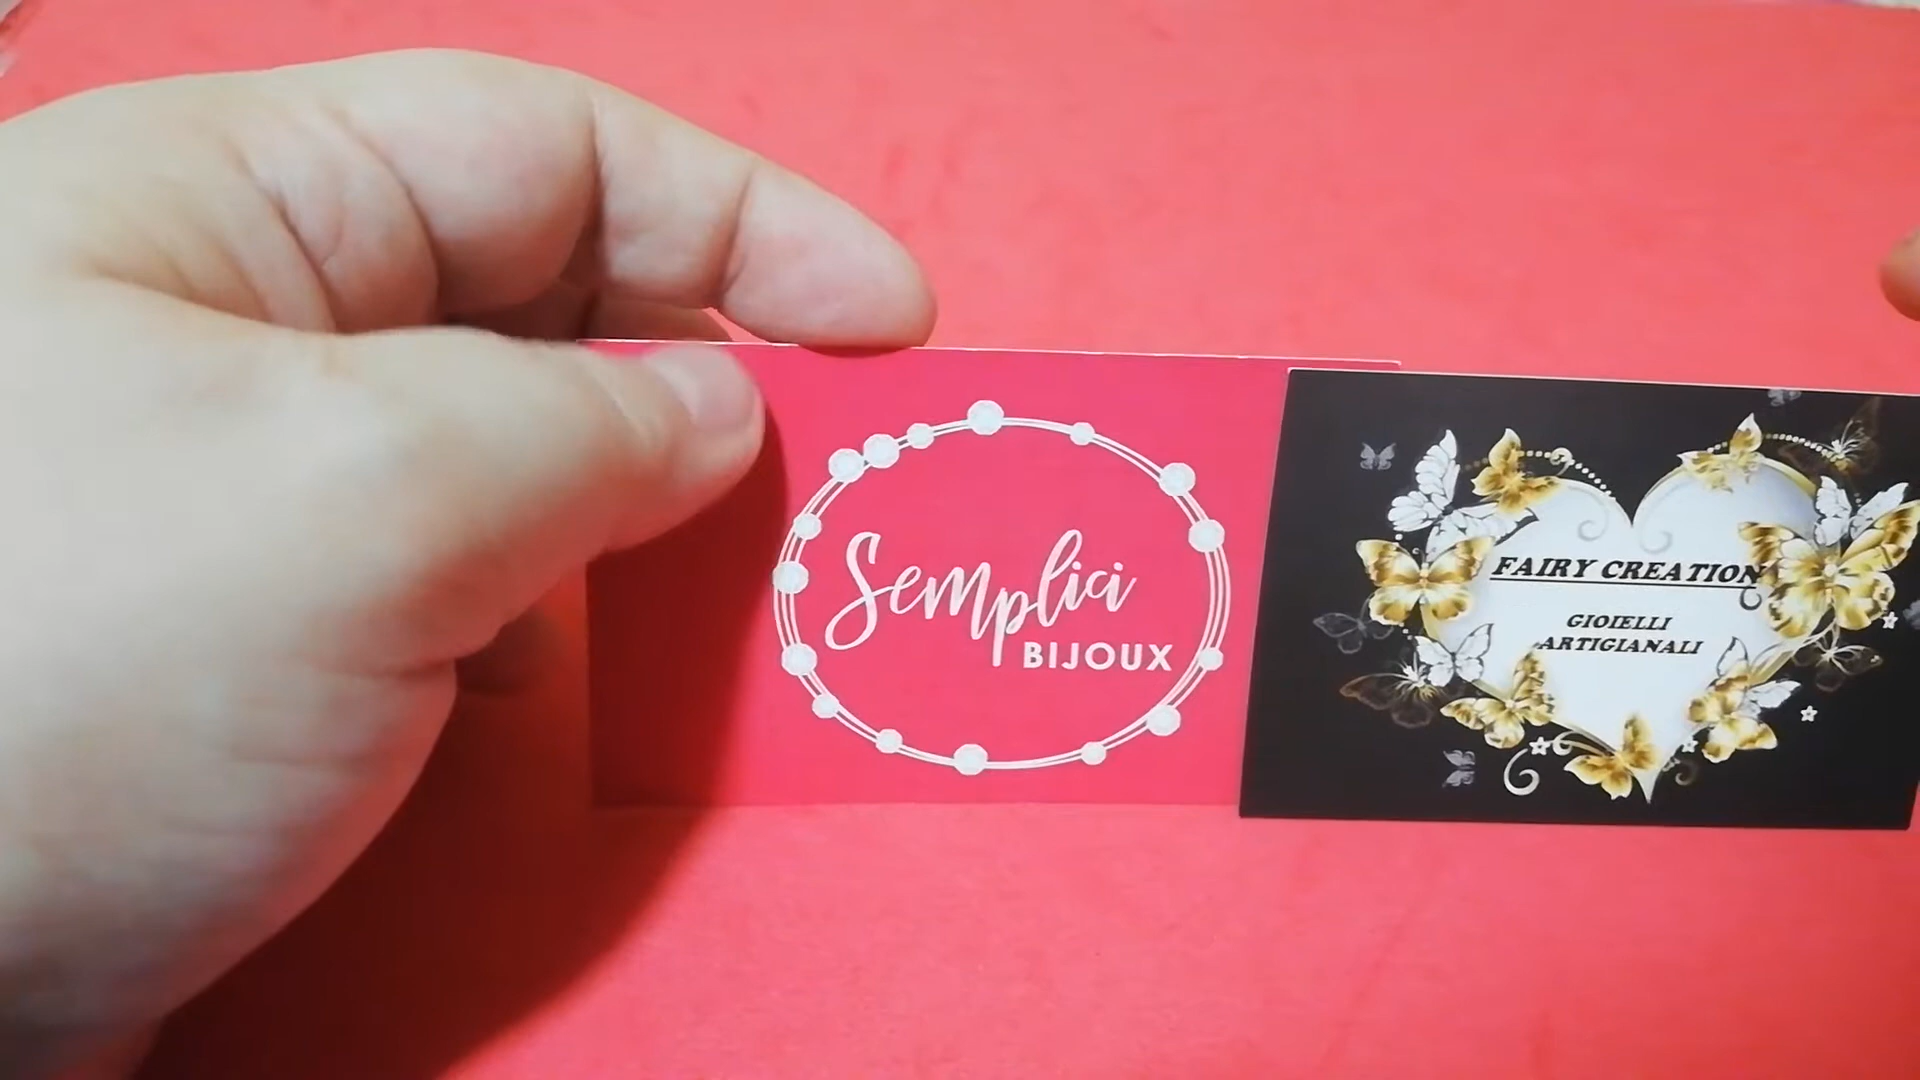 Semplici
BIJOUX
FAIRY CREATION
GIOIELLI
ARTIGIANALI